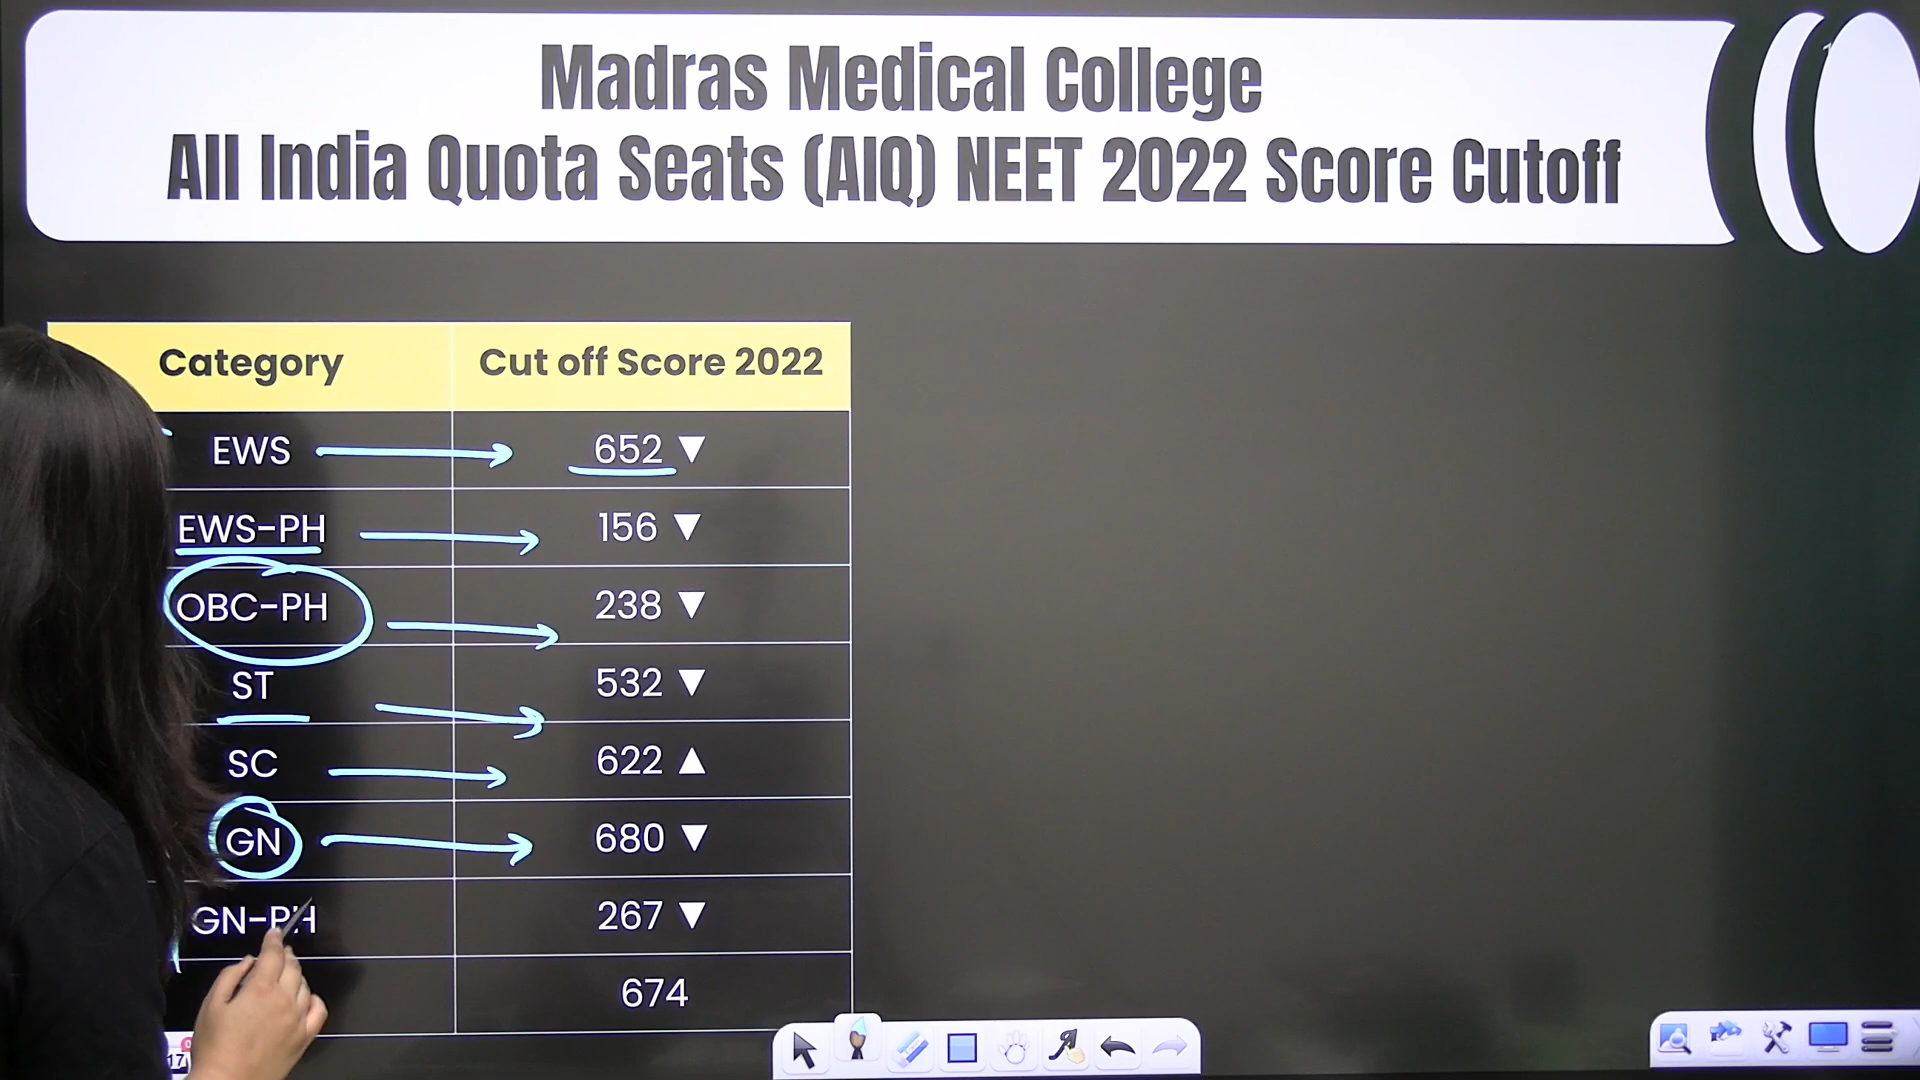 Madras Medical College
All India Quota Seats (AIQ) NEET 2022 Score Cutoff
Category Cut off Score 2022
EWS 652 ▼
EWS-PH 156 ▼
OBC-PH 238 ▼
ST 532 ▼
SC 622 ▲
GN 680 ▼
GN-PH 267 ▼
674
17